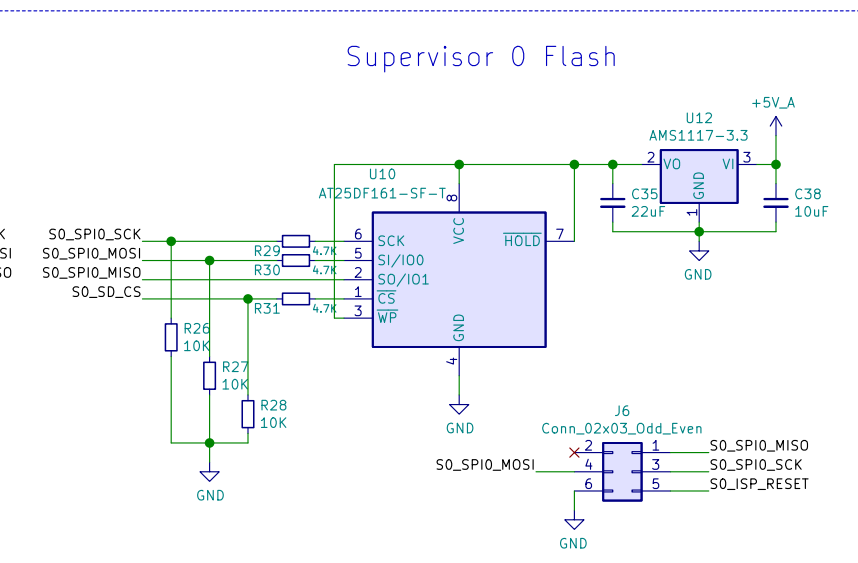 Supervisor 0 Flash
+5V_A
U12
AMS1117-3.3
2
VO
VI
3
GND
1
C35
22uF
C38
10uF
GND
U10
AT25DF161-SF-T
8
VCC
K
S0_SPI0_SCK
6
SCK
HOLD
7
SI
S0_SPI0_MOSI
R29
4.7K
5
SI/IO0
SO
S0_SPI0_MISO
R30
4.7K
2
SO/IO1
S0_SD_CS
1
CS
R31
4.7K
3
WP
GND
4
GND
R26
10K
R27
10K
R28
10K
GND
J6
Conn_02x03_Odd_Even
2
1
S0_SPI0_MISO
S0_SPI0_MOSI
4
3
S0_SPI0_SCK
6
5
S0_ISP_RESET
GND